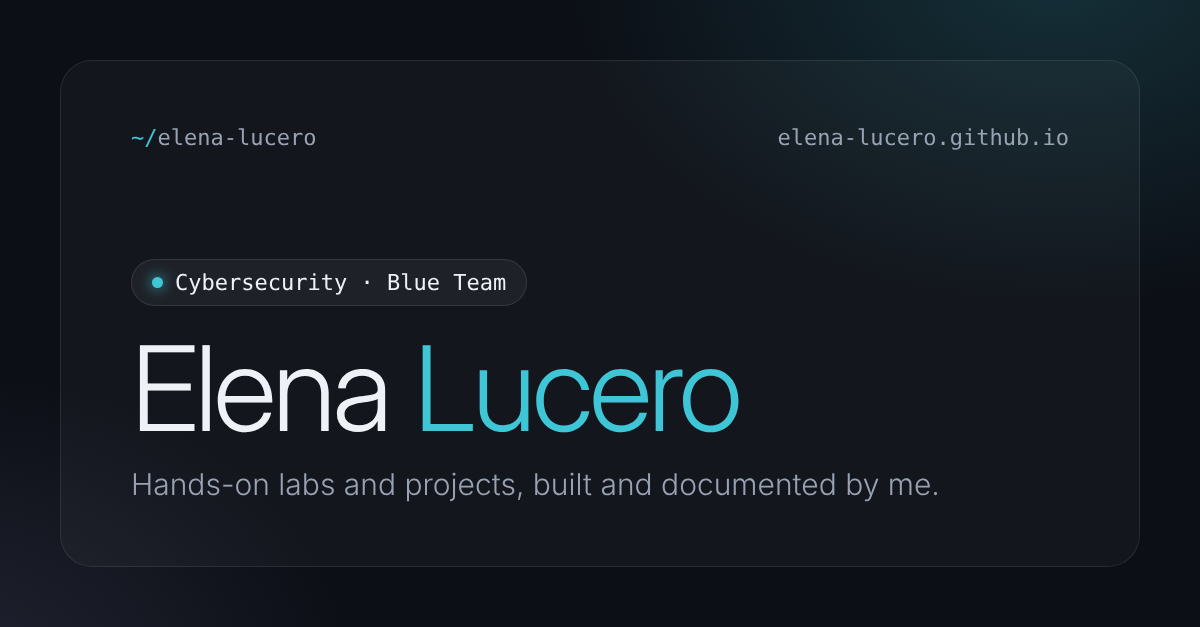 ~/elena-lucero
elena-lucero.github.io
Cybersecurity · Blue Team
Elena Lucero
Hands-on labs and projects, built and documented by me.